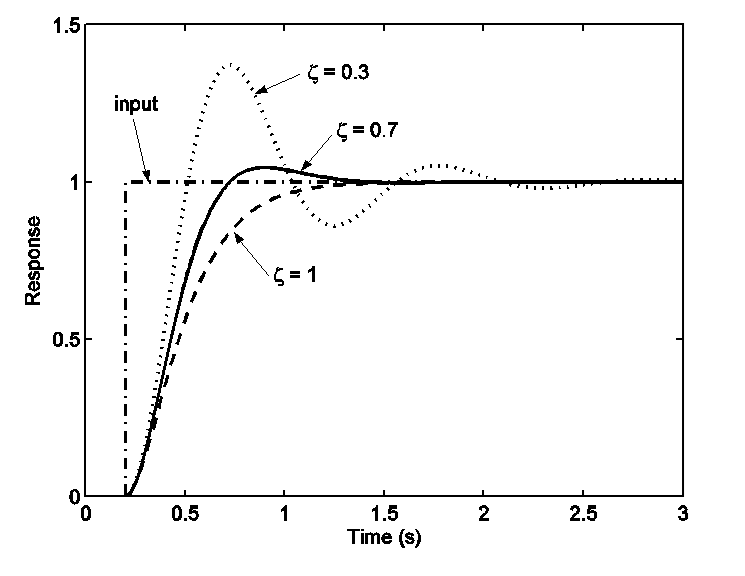 1.5
ζ = 0.3
input
ζ = 0.7
1
ζ = 1
Response
0.5
0
0
0.5
1
1.5
2
2.5
3
Time (s)